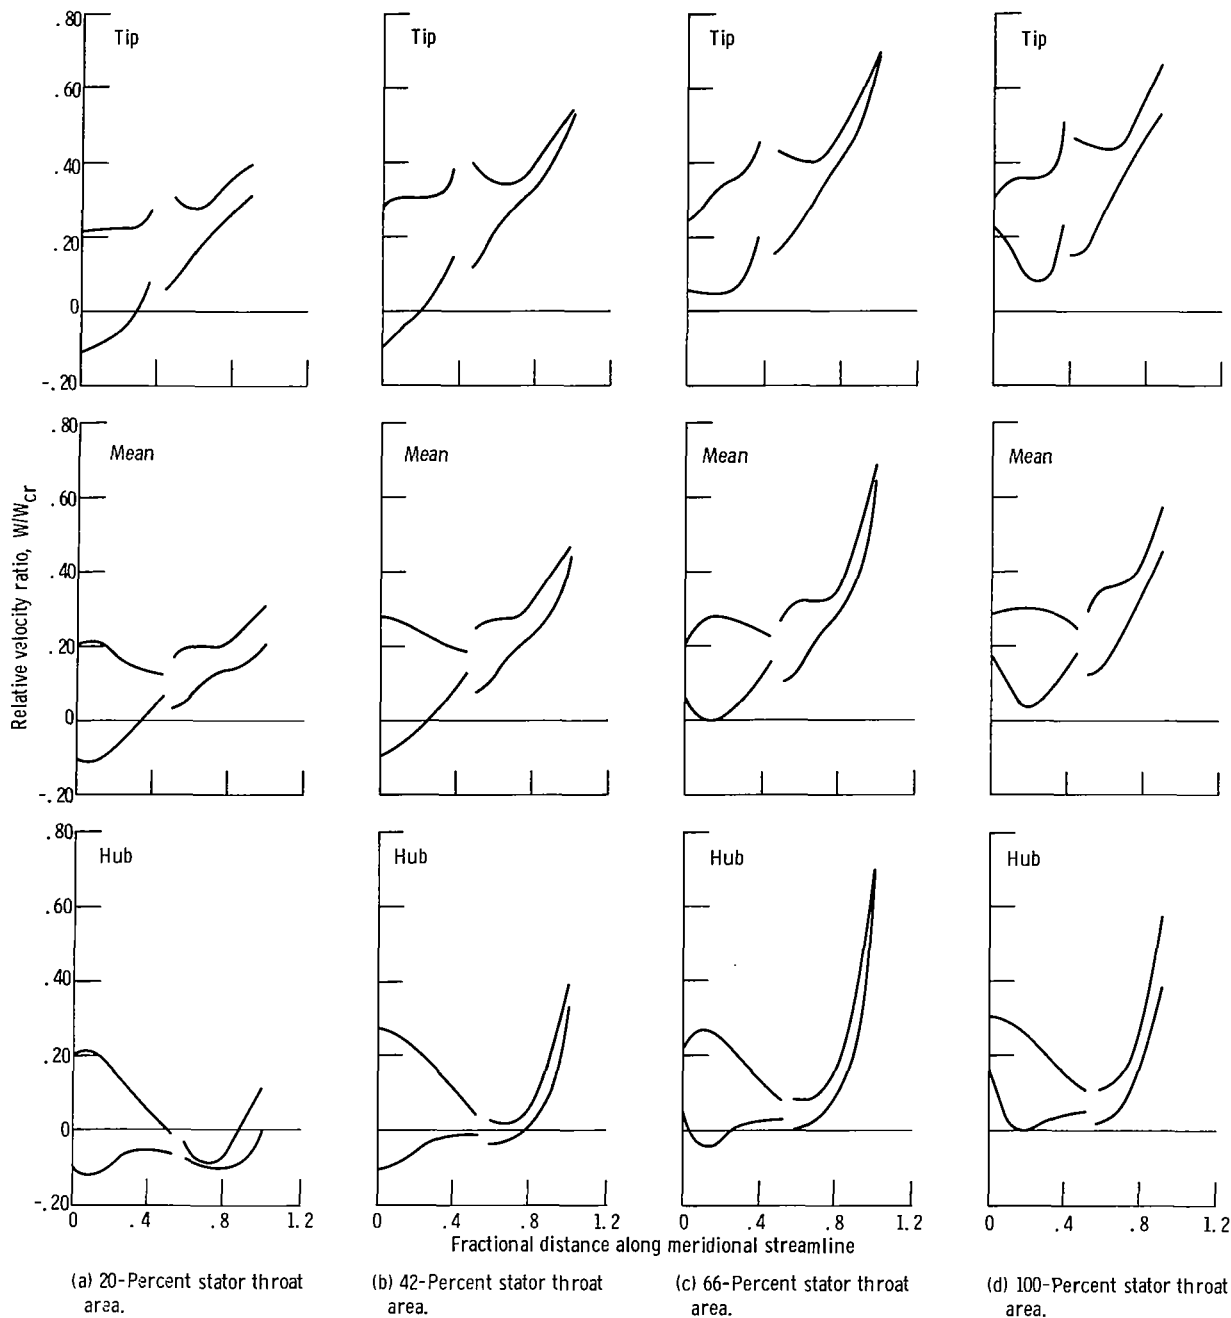 .80
.60
.40
.20
0
-.20
Tip
Tip
Tip
Tip
.80
.60
.40
.20
0
-.20
Mean
Mean
Mean
Mean
Relative velocity ratio, W/Wcr
.80
.60
.40
.20
0
-.20
Hub
Hub
Hub
Hub
0 .4 .8 1.2
0 .4 .8 1.2
0 .4 .8 1.2
0 .4 .8 1.2
Fractional distance along meridional streamline
(a) 20-Percent stator throat
area.
(b) 42-Percent stator throat
area.
(c) 66-Percent stator throat
area.
(d) 100-Percent stator throat
area.